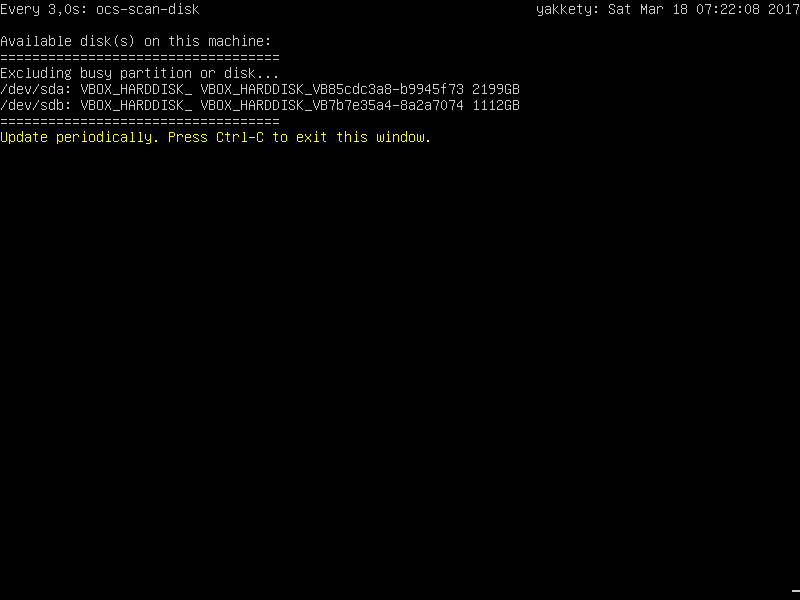 Every 3,0s: ocs-scan-disk yakkety: Sat Mar 18 07:22:08 2017
Available disk(s) on this machine:
===================================
Excluding busy partition or disk...
/dev/sda: VBOX_HARDDISK_ VBOX_HARDDISK_VB85cdc3a8-b9945f73 2199GB
/dev/sdb: VBOX_HARDDISK_ VBOX_HARDDISK_VB7b7e35a4-8a2a7074 1112GB
===================================
Update periodically. Press Ctrl-C to exit this window.